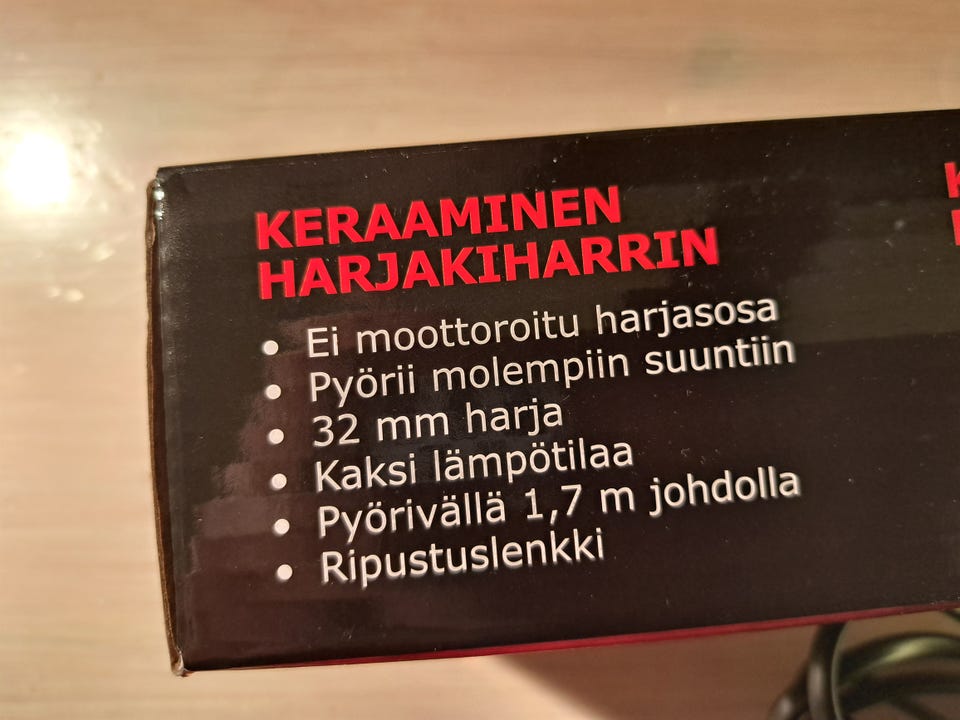 KERAAMINEN
HARJAKIHARRIN
• Ei moottoroitu harjasosa
• Pyörii molempiin suuntiin
• 32 mm harja
• Kaksi lämpötilaa
• Pyörivällä 1,7 m johdolla
• Ripustuslenkki